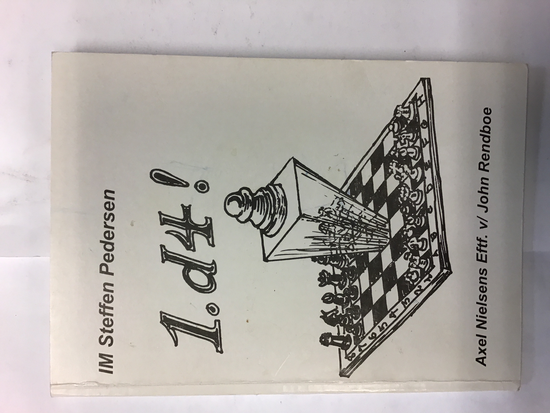 IM Steffen Pedersen
1.d4!
Axel Nielsens Eftf. v/ John Rendboe